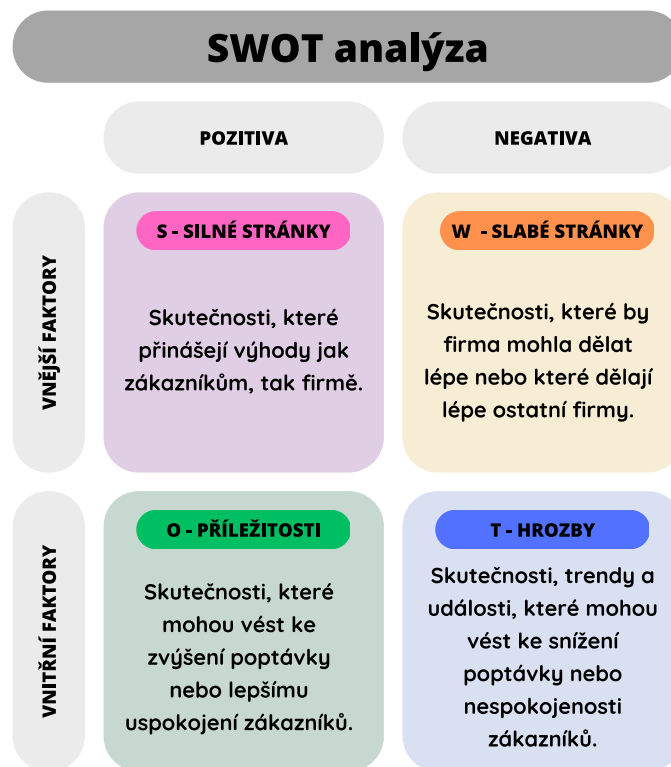 SWOT analýza
POZITIVA
NEGATIVA
VNĚJŠÍ FAKTORY
S - SILNÉ STRÁNKY
Skutečnosti, které
přinášejí výhody jak
zákazníkům, tak firmě.
W - SLABÉ STRÁNKY
Skutečnosti, které by
firma mohla dělat
lépe nebo které dělají
lépe ostatní firmy.
VNITŘNÍ FAKTORY
O - PŘÍLEŽITOSTI
Skutečnosti, které
mohou vést ke
zvýšení poptávky
nebo lepšímu
uspokojení zákazníků.
T - HROZBY
Skutečnosti, trendy a
události, které mohou
vést ke snížení
poptávky nebo
nespokojenosti
zákazníků.